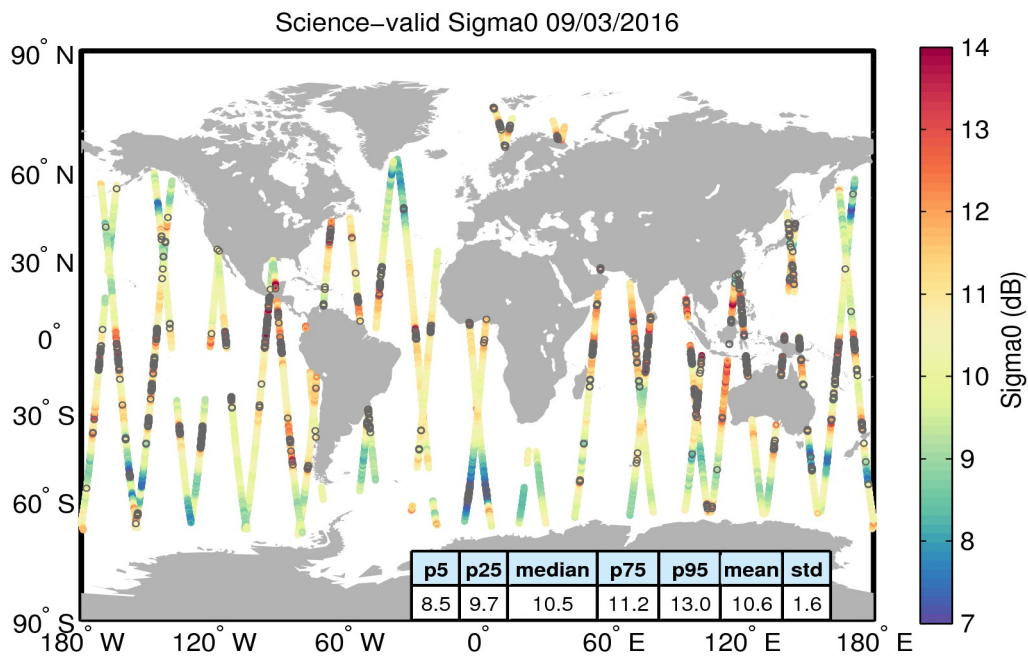 Science−valid Sigma0 09/03/2016
90° N
60° N
30° N
0°
30° S
60° S
90° S
180° W
120° W
60° W
0°
60° E
120° E
180° E
14
13
12
11
10
9
8
7
Sigma0 (dB)
p5 p25 median p75 p95 mean std
8.5 9.7 10.5 11.2 13.0 10.6 1.6